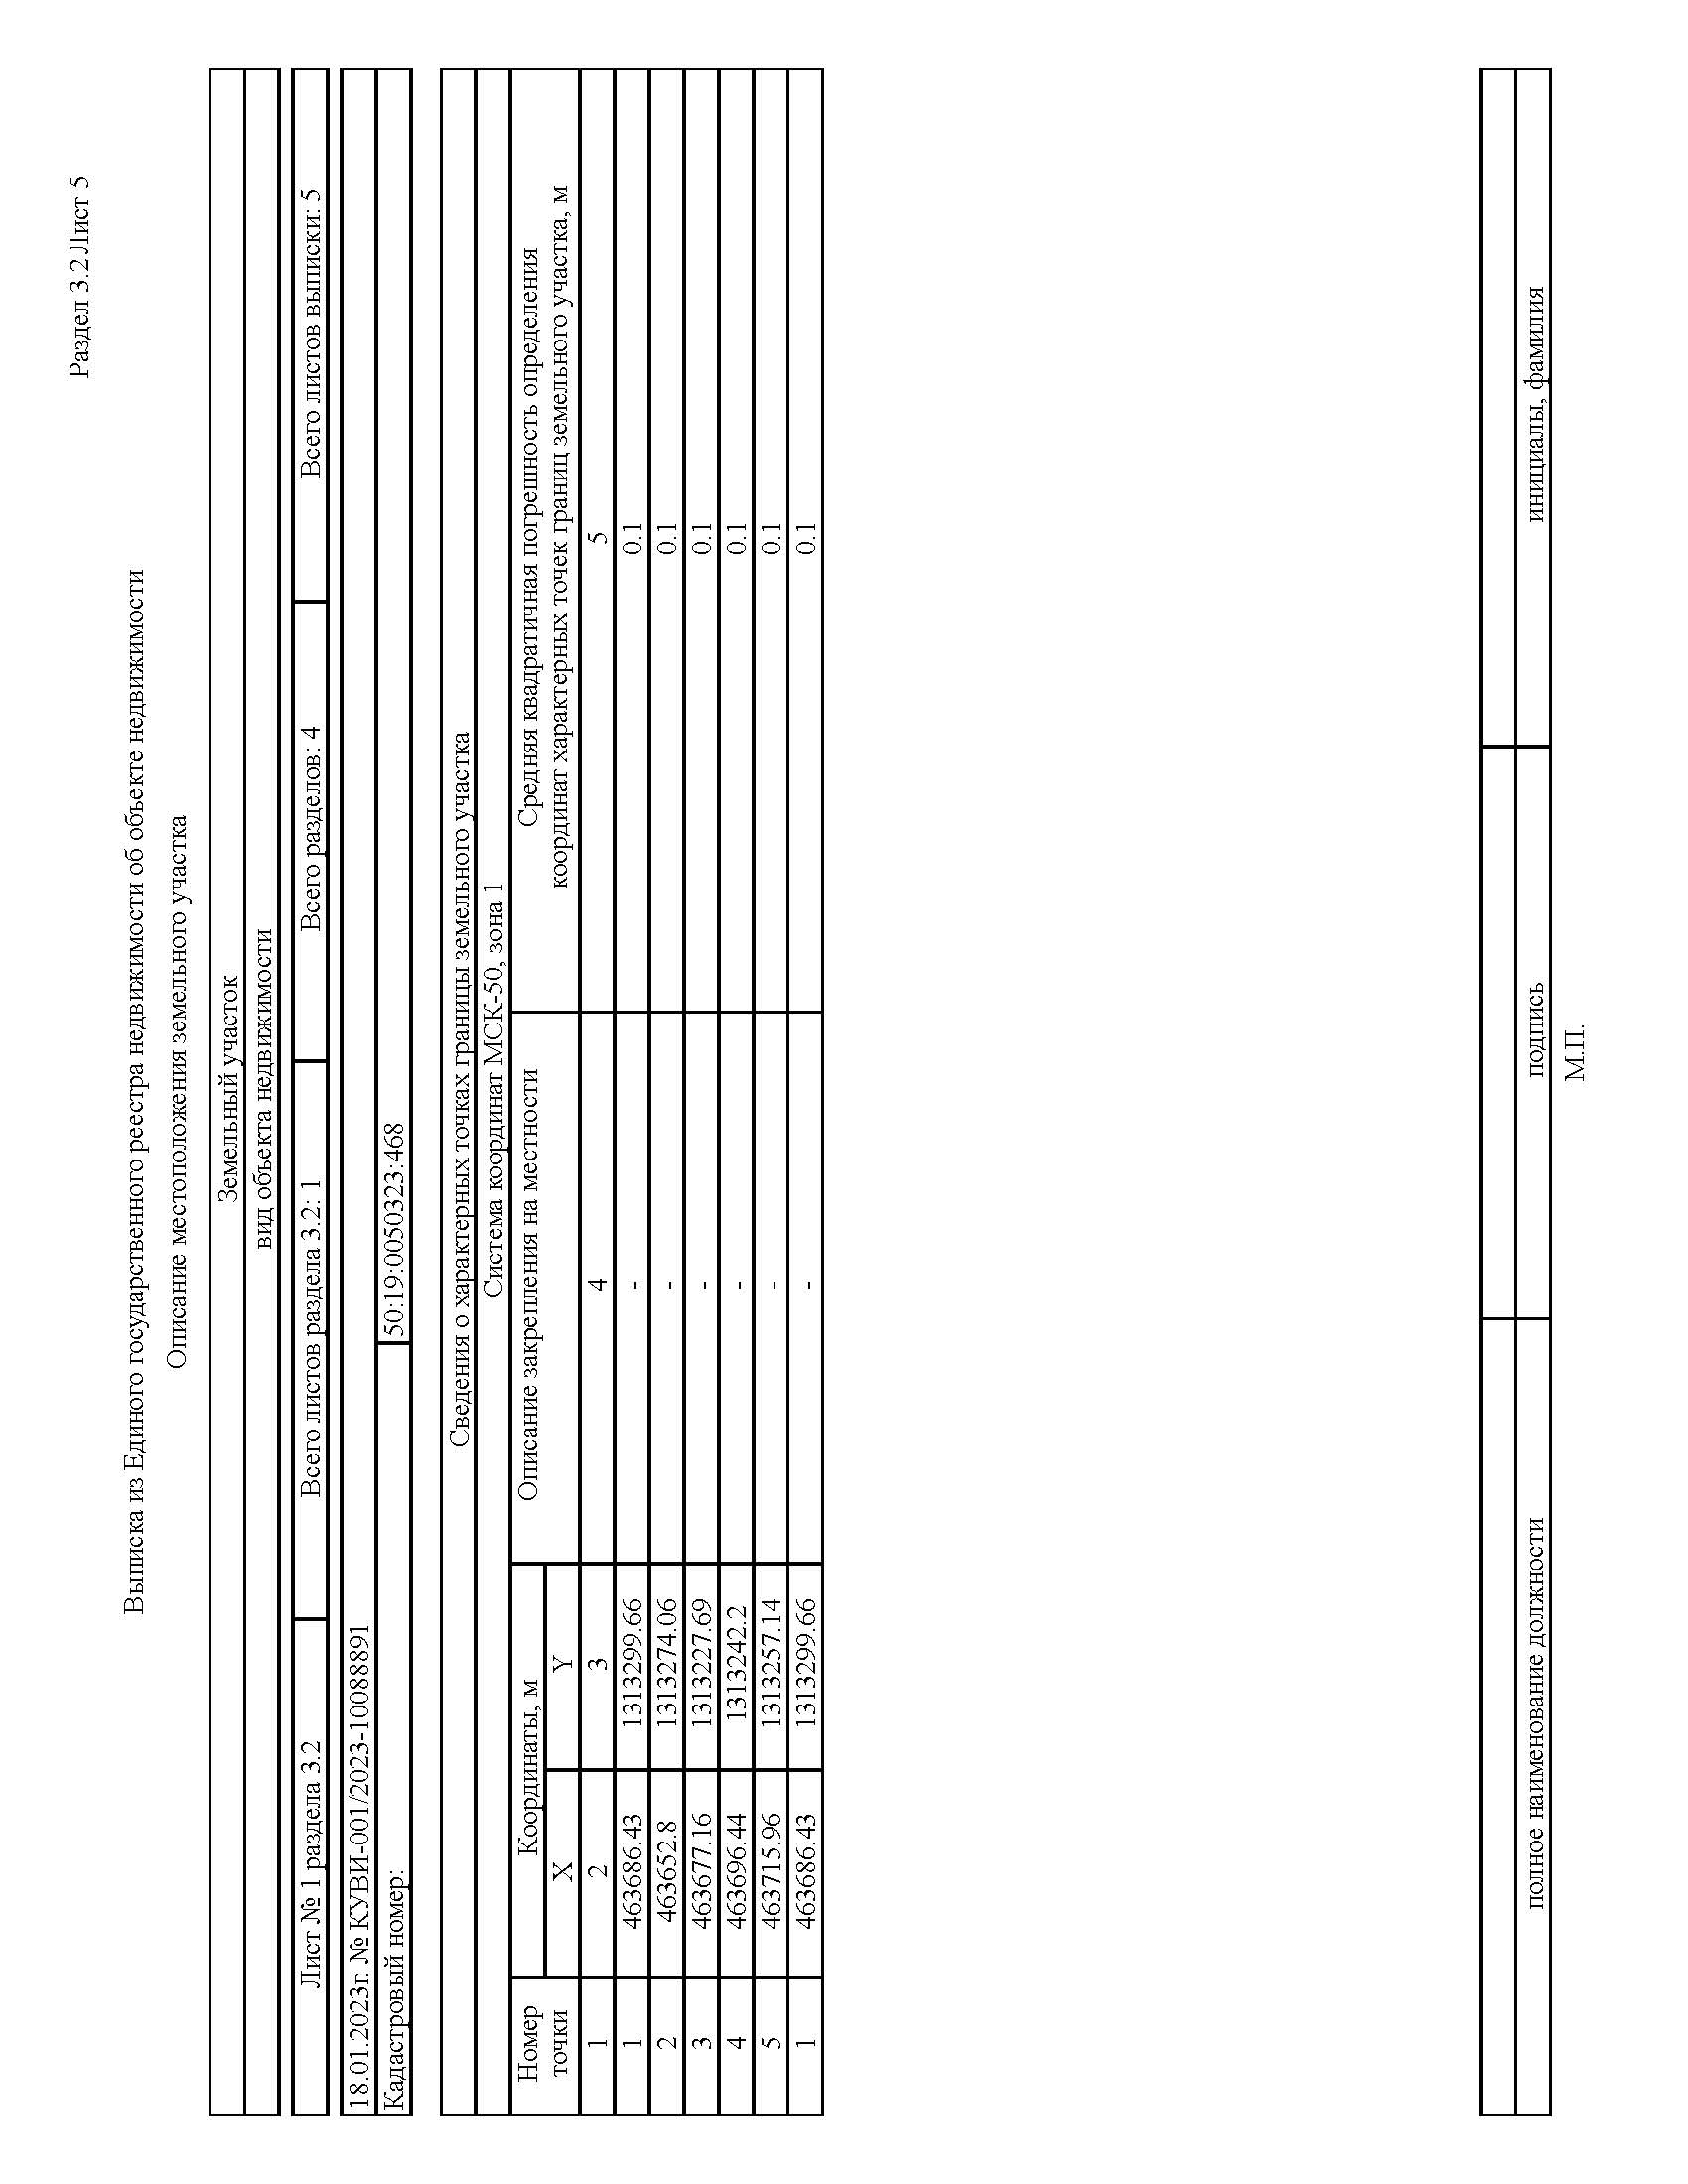 Раздел 3.2 Лист 5
Выписка из Единого государственного реестра недвижимости об объекте недвижимости
Описание местоположения земельного участка
Земельный участок
вид объекта недвижимости
Лист № 1 раздела 3.2 Всего листов раздела 3.2: 1 Всего разделов: 4 Всего листов выписки: 5
18.01.2023г. № КУВИ-001/2023-10088891
Кадастровый номер: 50:19:0050323:468
Сведения о характерных точках границы земельного участка
Система координат МСК-50, зона 1
Номер точки Координаты, м Описание закрепления на местности Средняя квадратичная погрешность определения
координат характерных точек границ земельного участка, м
X Y
1 2 3 4 5
1 463686.43 1313299.66 - 0.1
2 463652.8 1313274.06 - 0.1
3 463677.16 1313227.69 - 0.1
4 463696.44 1313242.2 - 0.1
5 463715.96 1313257.14 - 0.1
1 463686.43 1313299.66 - 0.1
полное наименование должности подпись инициалы, фамилия
М.П.